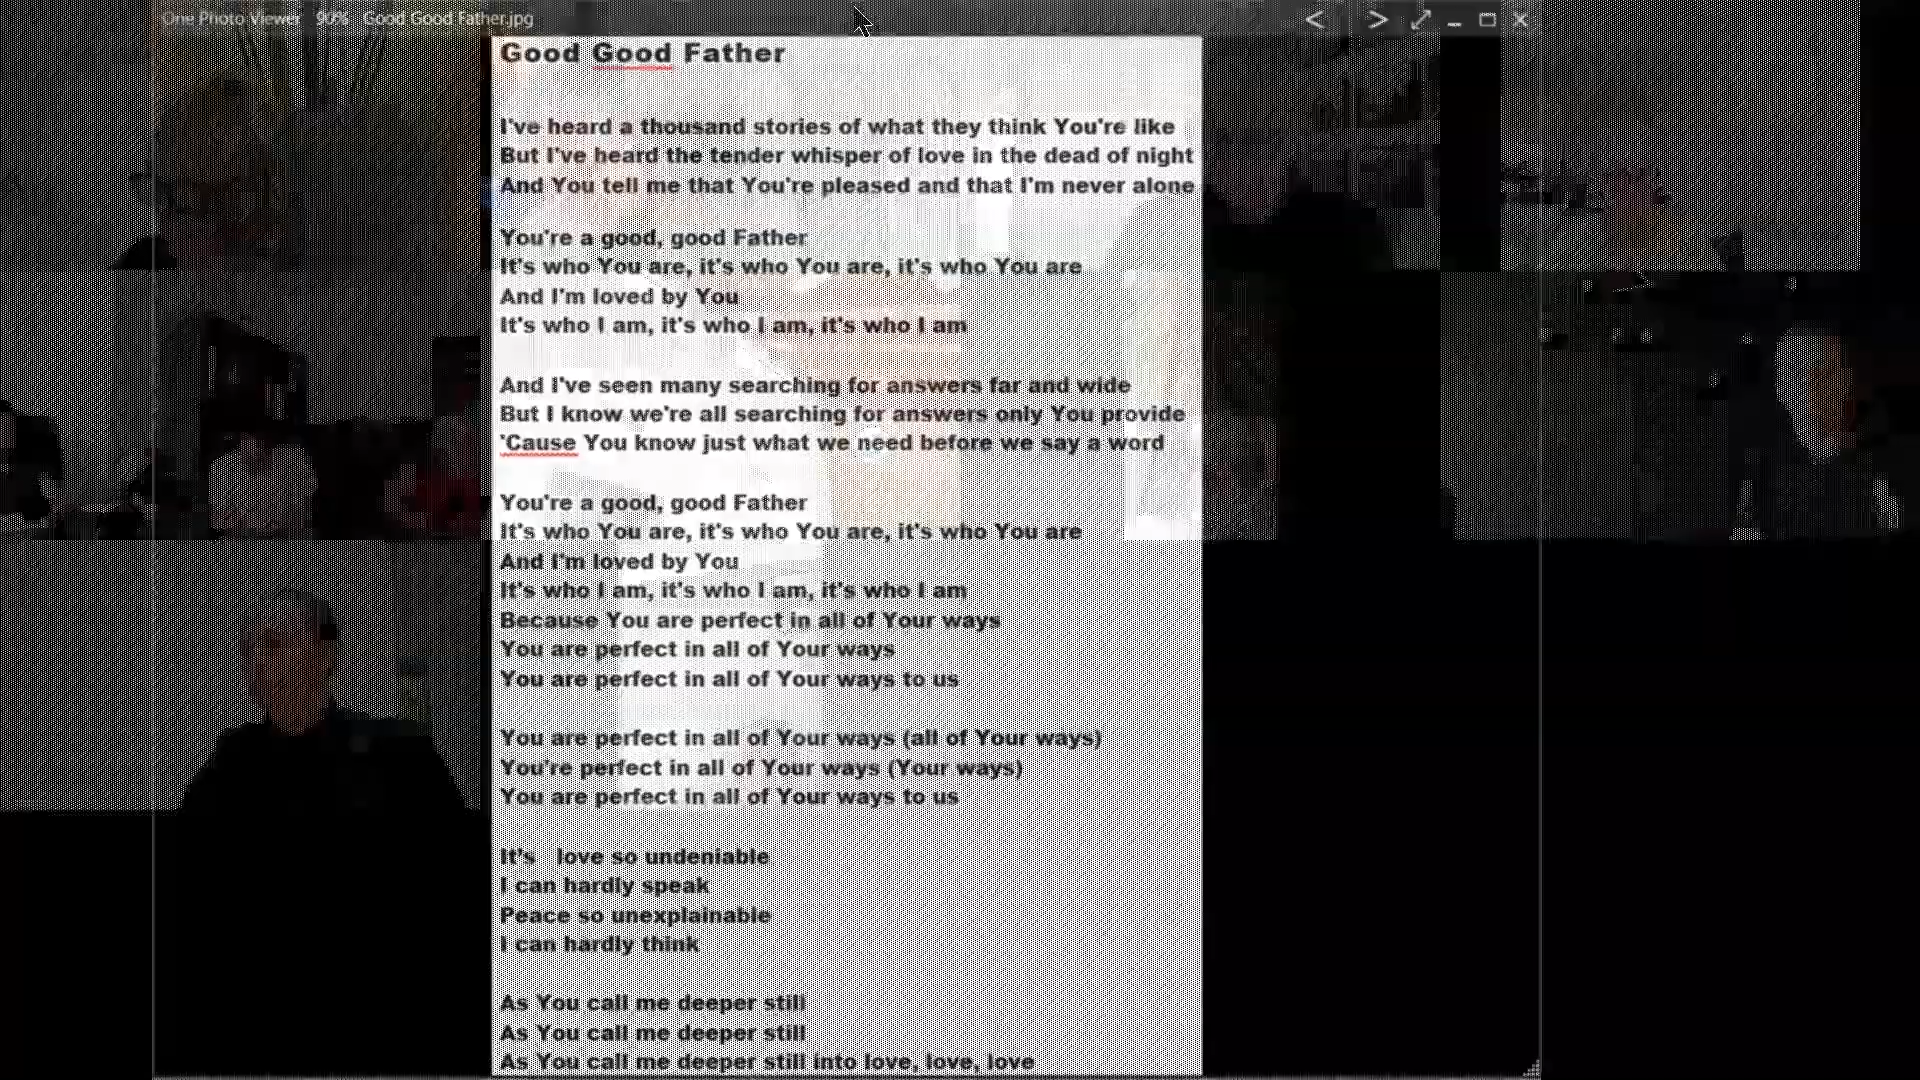 One Photo Viewer 90% Good Good Father.jpg
Good Good Father
I've heard a thousand stories of what they think You're like
But I've heard the tender whisper of love in the dead of night
And You tell me that You're pleased and that I'm never alone
You're a good, good Father
It's who You are, it's who You are, it's who You are
And I'm loved by You
It's who I am, it's who I am, it's who I am
And I've seen many searching for answers far and wide
But I know we're all searching for answers only You provide
'Cause You know just what we need before we say a word
You're a good, good Father
It's who You are, it's who You are, it's who You are
And I'm loved by You
It's who I am, it's who I am, it's who I am
Because You are perfect in all of Your ways
You are perfect in all of Your ways
You are perfect in all of Your ways to us
You are perfect in all of Your ways (all of Your ways)
You're perfect in all of Your ways (Your ways)
You are perfect in all of Your ways to us
It's love so undeniable
I can hardly speak
Peace so unexplainable
I can hardly think
As You call me deeper still
As You call me deeper still
As You call me deeper still into love, love, love